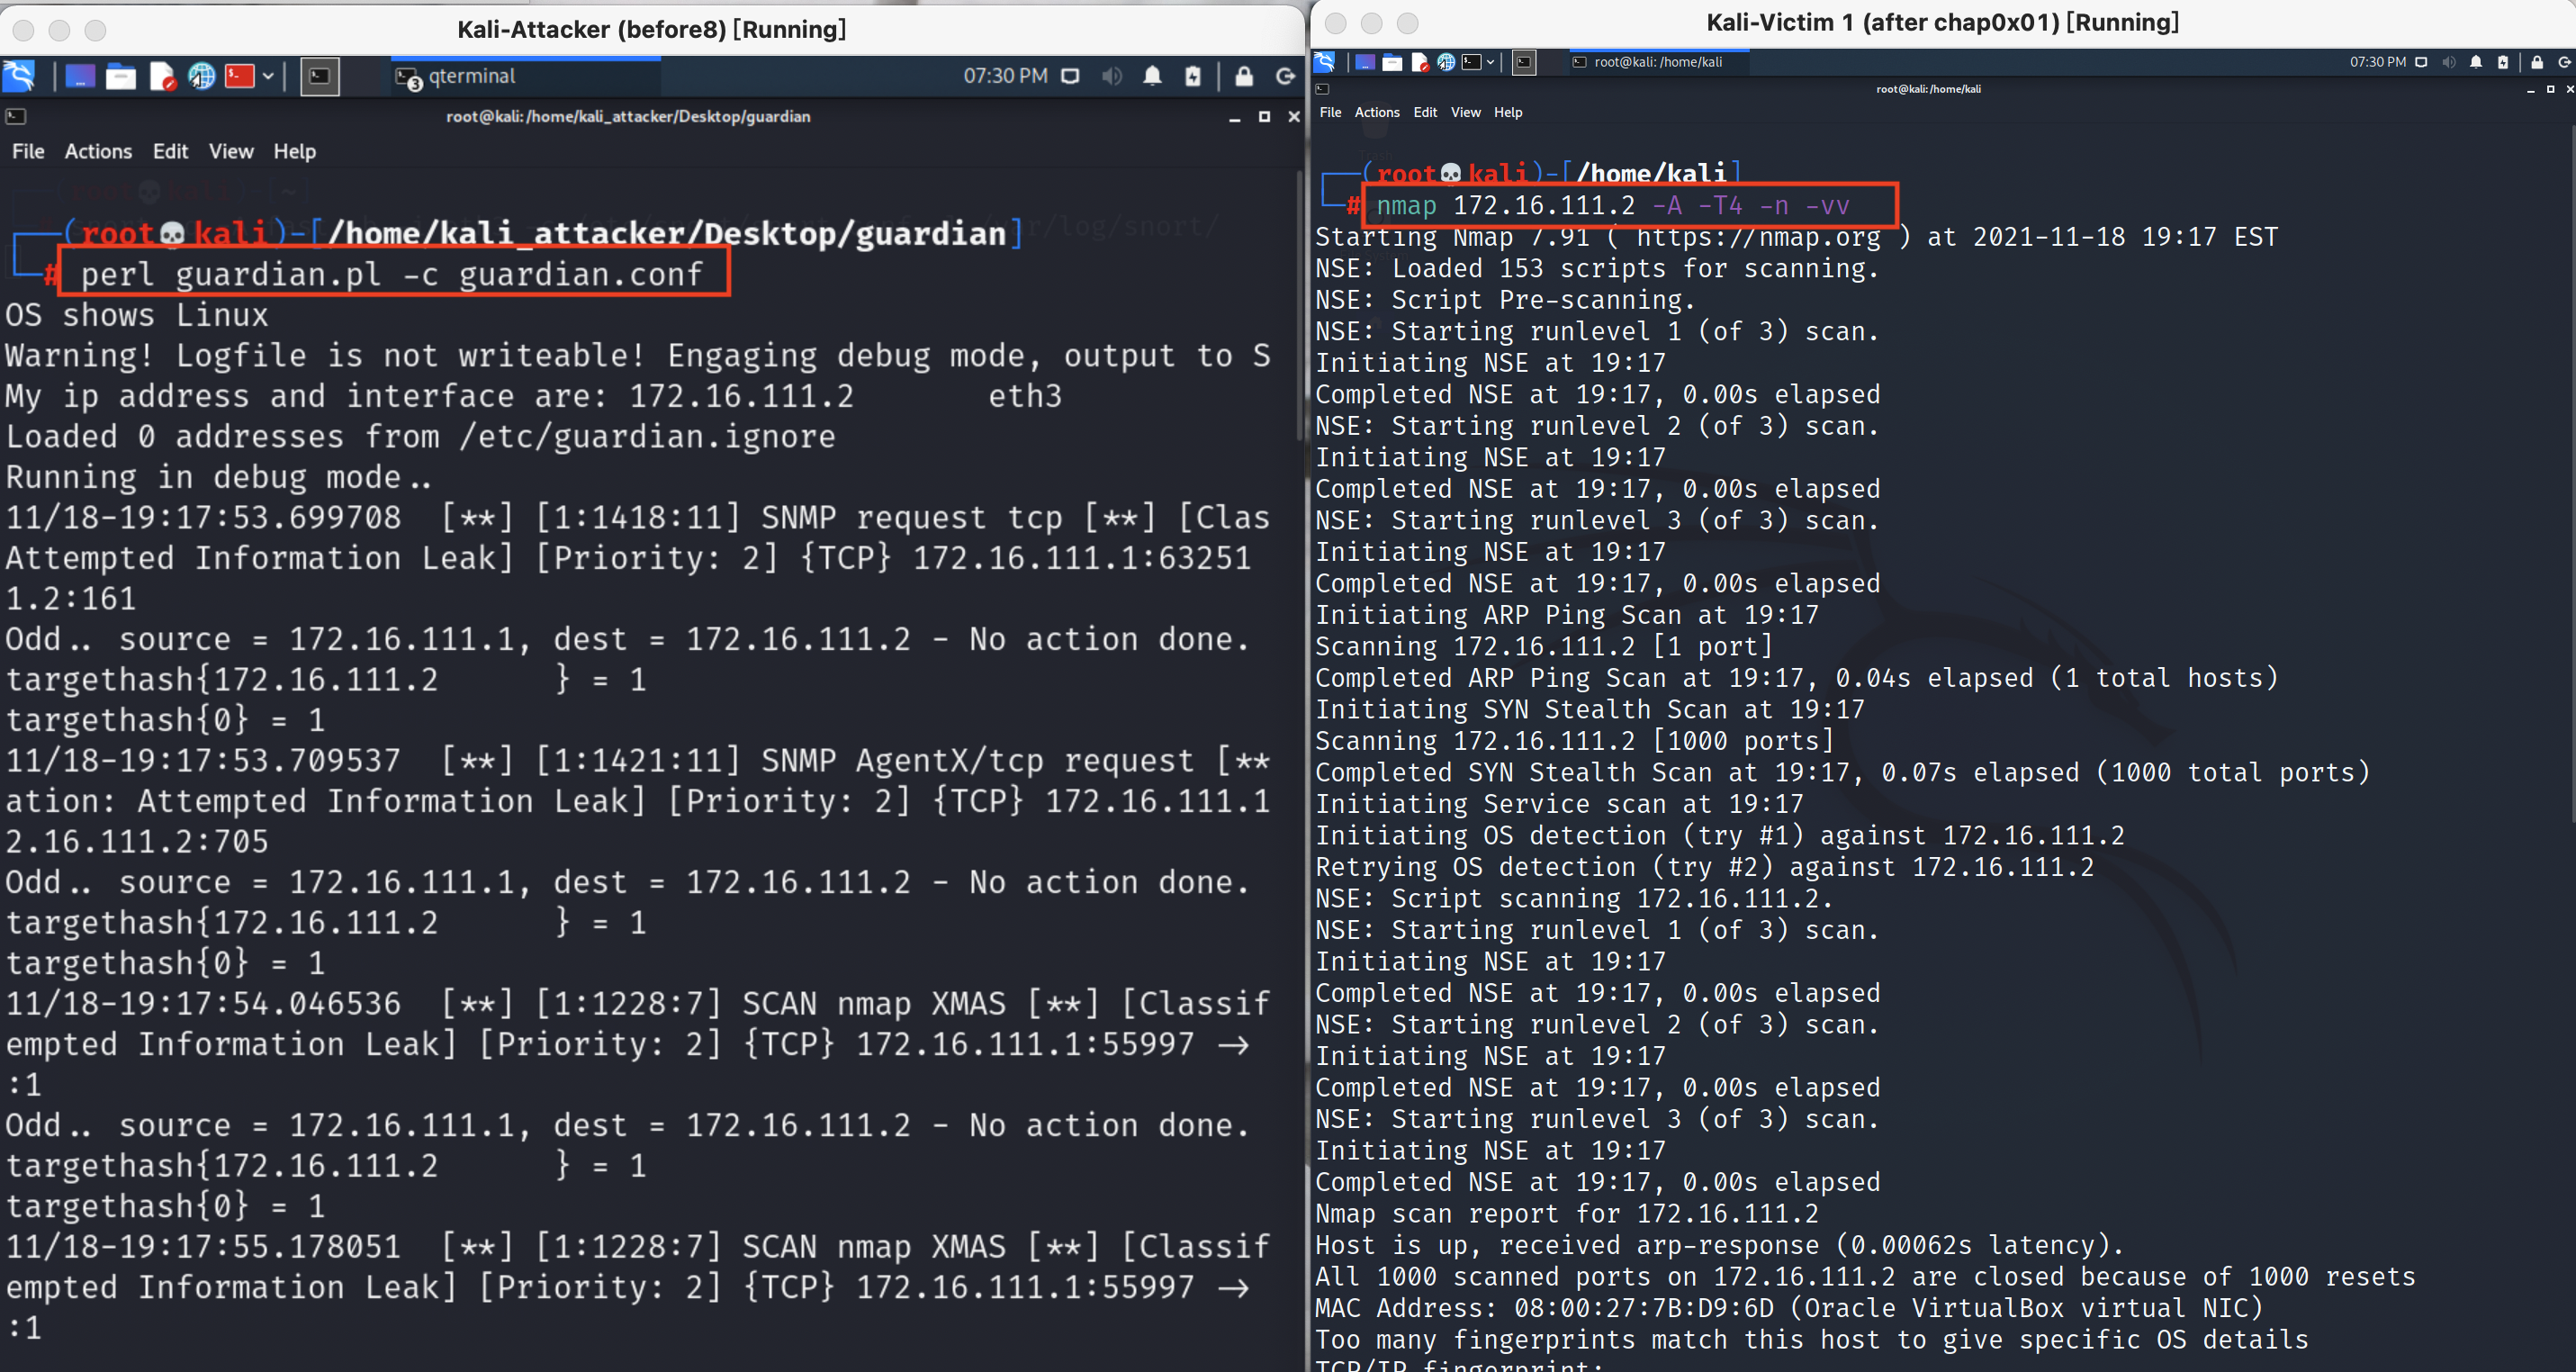 Kali-Attacker (before8) [Running]
qterminal
07:30 PM
root@kali: /home/kali_attacker/Desktop/guardian
File Actions Edit View Help
(root💀kali)-[~]
(root💀kali)-[/home/kali_attacker/Desktop/guardian]
# perl guardian.pl -c guardian.conf
OS shows Linux
Warning! Logfile is not writeable! Engaging debug mode, output to S
My ip address and interface are: 172.16.111.2 eth3
Loaded 0 addresses from /etc/guardian.ignore
Running in debug mode..
11/18-19:17:53.699708 [**] [1:1418:11] SNMP request tcp [**] [Clas
Attempted Information Leak] [Priority: 2] {TCP} 172.16.111.1:63251
1.2:161
Odd.. source = 172.16.111.1, dest = 172.16.111.2 - No action done.
targethash{172.16.111.2 } = 1
targethash{0} = 1
11/18-19:17:53.709537 [**] [1:1421:11] SNMP AgentX/tcp request [**
ation: Attempted Information Leak] [Priority: 2] {TCP} 172.16.111.1
2.16.111.2:705
Odd.. source = 172.16.111.1, dest = 172.16.111.2 - No action done.
targethash{172.16.111.2 } = 1
targethash{0} = 1
11/18-19:17:54.046536 [**] [1:1228:7] SCAN nmap XMAS [**] [Classif
empted Information Leak] [Priority: 2] {TCP} 172.16.111.1:55997 →
:1
Odd.. source = 172.16.111.1, dest = 172.16.111.2 - No action done.
targethash{172.16.111.2 } = 1
targethash{0} = 1
11/18-19:17:55.178051 [**] [1:1228:7] SCAN nmap XMAS [**] [Classif
empted Information Leak] [Priority: 2] {TCP} 172.16.111.1:55997 →
:1
Kali-Victim 1 (after chap0x01) [Running]
root@kali: /home/kali
07:30 PM
root@kali: /home/kali
File Actions Edit View Help
(root💀kali)-[/home/kali]
# nmap 172.16.111.2 -A -T4 -n -vv
Starting Nmap 7.91 ( https://nmap.org ) at 2021-11-18 19:17 EST
NSE: Loaded 153 scripts for scanning.
NSE: Script Pre-scanning.
NSE: Starting runlevel 1 (of 3) scan.
Initiating NSE at 19:17
Completed NSE at 19:17, 0.00s elapsed
NSE: Starting runlevel 2 (of 3) scan.
Initiating NSE at 19:17
Completed NSE at 19:17, 0.00s elapsed
NSE: Starting runlevel 3 (of 3) scan.
Initiating NSE at 19:17
Completed NSE at 19:17, 0.00s elapsed
Initiating ARP Ping Scan at 19:17
Scanning 172.16.111.2 [1 port]
Completed ARP Ping Scan at 19:17, 0.04s elapsed (1 total hosts)
Initiating SYN Stealth Scan at 19:17
Scanning 172.16.111.2 [1000 ports]
Completed SYN Stealth Scan at 19:17, 0.07s elapsed (1000 total ports)
Initiating Service scan at 19:17
Initiating OS detection (try #1) against 172.16.111.2
Retrying OS detection (try #2) against 172.16.111.2
NSE: Script scanning 172.16.111.2.
NSE: Starting runlevel 1 (of 3) scan.
Initiating NSE at 19:17
Completed NSE at 19:17, 0.00s elapsed
NSE: Starting runlevel 2 (of 3) scan.
Initiating NSE at 19:17
Completed NSE at 19:17, 0.00s elapsed
NSE: Starting runlevel 3 (of 3) scan.
Initiating NSE at 19:17
Completed NSE at 19:17, 0.00s elapsed
Nmap scan report for 172.16.111.2
Host is up, received arp-response (0.00062s latency).
All 1000 scanned ports on 172.16.111.2 are closed because of 1000 resets
MAC Address: 08:00:27:7B:D9:6D (Oracle VirtualBox virtual NIC)
Too many fingerprints match this host to give specific OS details
TCP/IP fingerprint: